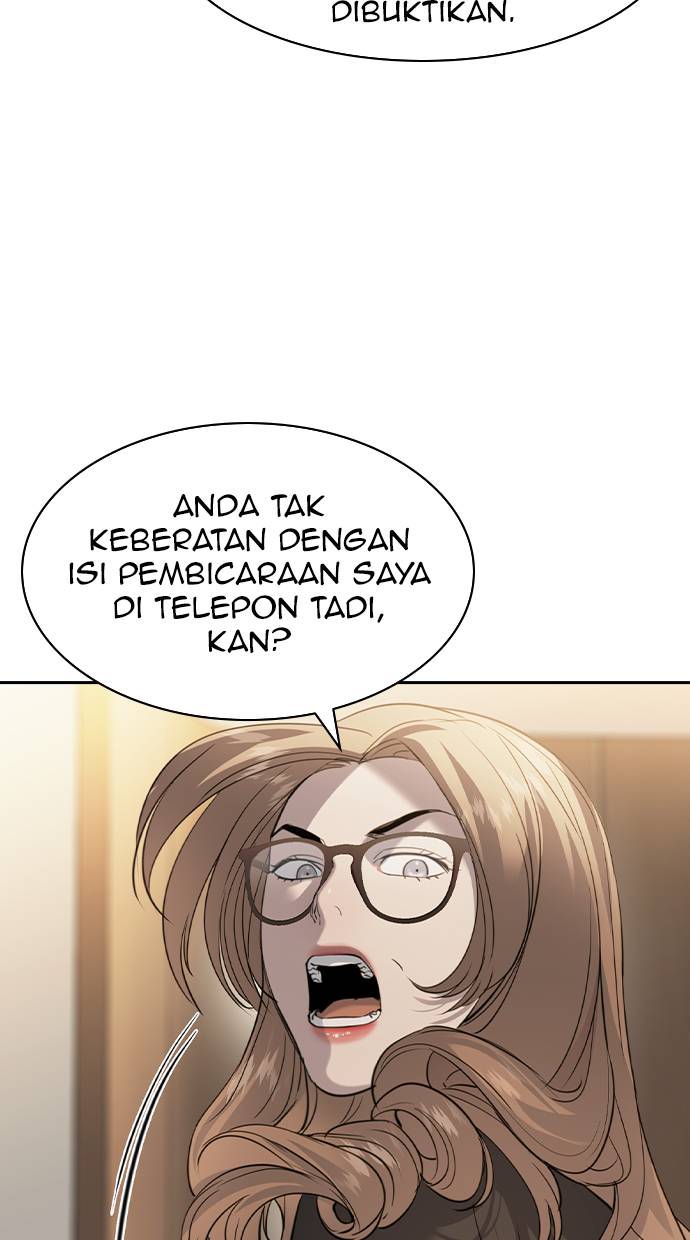 DIBUKTIKAN.
ANDA TAK
KEBERATAN DENGAN
ISI PEMBICARAAN SAYA
DI TELEPON TADI,
KAN?